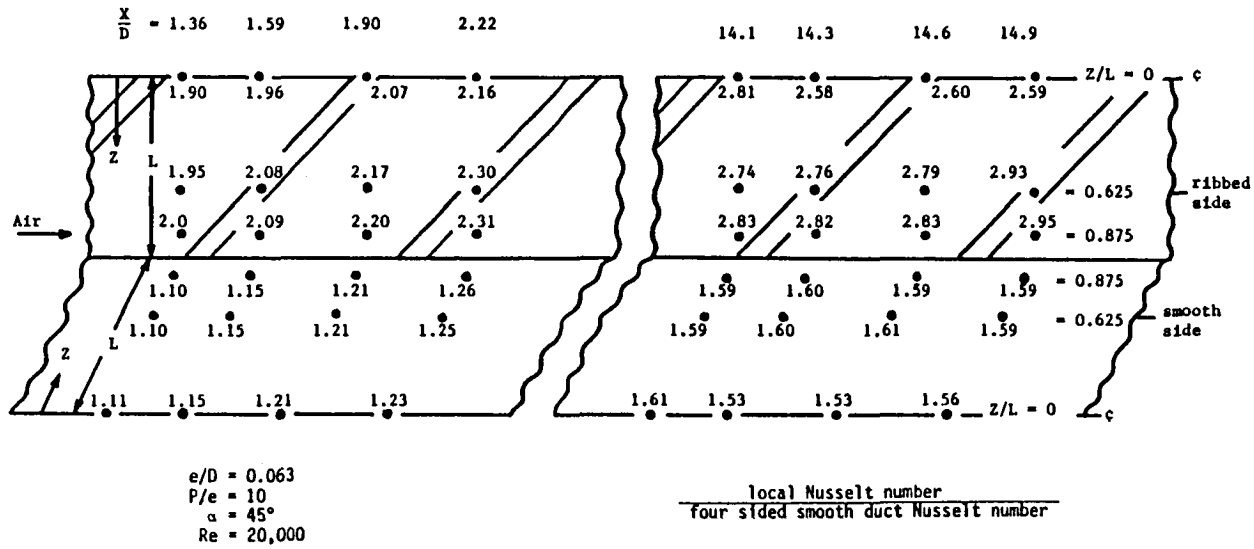 X/D = 1.36 1.59 1.90 2.22 14.1 14.3 14.6 14.9
Z/L = 0 ȼ
1.90 1.96 2.07 2.16 2.81 2.58 2.60 2.59
Z L
1.95 2.08 2.17 2.30 2.74 2.76 2.79 2.93 = 0.625
ribbed
side
Air
2.0 2.09 2.20 2.31 2.83 2.82 2.83 2.95 = 0.875
1.10 1.15 1.21 1.26 1.59 1.60 1.59 1.59 = 0.875
1.10 1.15 1.21 1.25 1.59 1.60 1.61 1.59 = 0.625
smooth
side
Z L
1.11 1.15 1.21 1.23 1.61 1.53 1.53 1.56 Z/L = 0 ȼ
e/D = 0.063
P/e = 10
α = 45°
Re = 20,000
local Nusselt number
four sided smooth duct Nusselt number